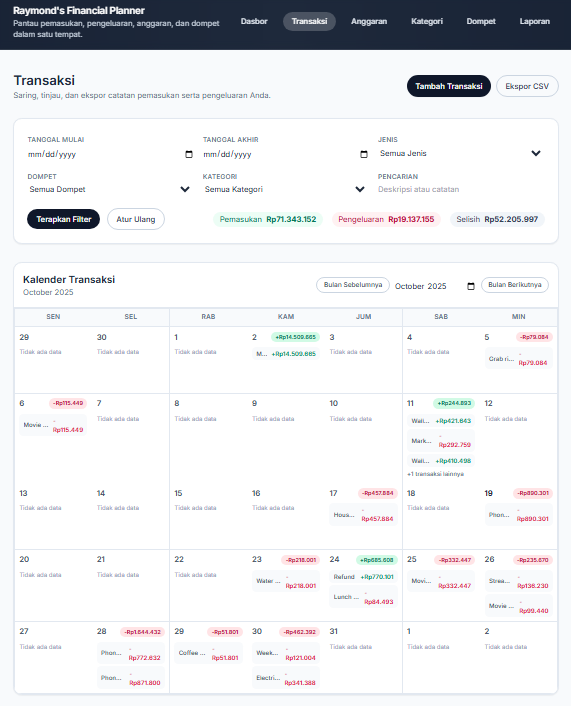 Raymond's Financial Planner
Pantau pemasukan, pengeluaran, anggaran, dan dompet
dalam satu tempat.
Dasbor Transaksi Anggaran Kategori Dompet Laporan
Transaksi
Saring, tinjau, dan ekspor catatan pemasukan serta pengeluaran Anda.
Tambah Transaksi Ekspor CSV
TANGGAL MULAI TANGGAL AKHIR JENIS
mm/dd/yyyy mm/dd/yyyy Semua Jenis
DOMPET KATEGORI PENCARIAN
Semua Dompet Semua Kategori Deskripsi atau catatan
Terapkan Filter Atur Ulang Pemasukan Rp71.343.152 Pengeluaran Rp19.137.155 Selisih Rp52.205.997
Kalender Transaksi
October 2025
Bulan Sebelumnya October 2025 Bulan Berikutnya
SEN SEL RAB KAM JUM SAB MIN
29
Tidak ada data
30
Tidak ada data
1
Tidak ada data
2 +Rp14.509.665
M... +Rp14.509.665
3
Tidak ada data
4
Tidak ada data
5 -Rp79.064
Grab ri... -
Rp79.064
6 -Rp115.449
Movie ... -
Rp115.449
7
Tidak ada data
8
Tidak ada data
9
Tidak ada data
10
Tidak ada data
11 +Rp244.893
Wali... +Rp421.643
Mark... -
Rp292.759
Wali... +Rp410.498
+1 transaksi lainnya
12
Tidak ada data
13
Tidak ada data
14
Tidak ada data
15
Tidak ada data
16
Tidak ada data
17 -Rp457.884
Hous... -
Rp457.884
18
Tidak ada data
19 -Rp890.301
Phon... -
Rp890.301
20
Tidak ada data
21
Tidak ada data
22
Tidak ada data
23 -Rp218.001
Water ... -
Rp218.001
24 +Rp685.608
Refund +Rp770.101
Lunch ... -
Rp84.493
25 -Rp332.447
Movi... -
Rp332.447
26 -Rp235.670
Strea... -
Rp136.230
Movie ... -
Rp99.440
27
Tidak ada data
28 -Rp1.644.432
Phon... -
Rp772.632
Phon... -
Rp871.800
29 -Rp51.801
Coffee ... -
Rp51.801
30 -Rp462.392
Week... -
Rp121.004
Electri... -
Rp341.388
31
Tidak ada data
1
Tidak ada data
2
Tidak ada data